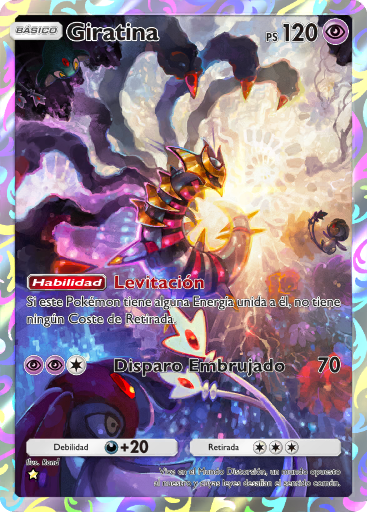 BÁSICO Giratina PS 120
Habilidad Levitación
Si este Pokémon tiene alguna Energía unida a él, no tiene
ningún Coste de Retirada.
Disparo Embrujado 70
Debilidad +20 Retirada
Ilus. Rond
Vive en el Mundo Distorsión, un mundo opuesto
al nuestro y cuyas leyes desafían el sentido común.